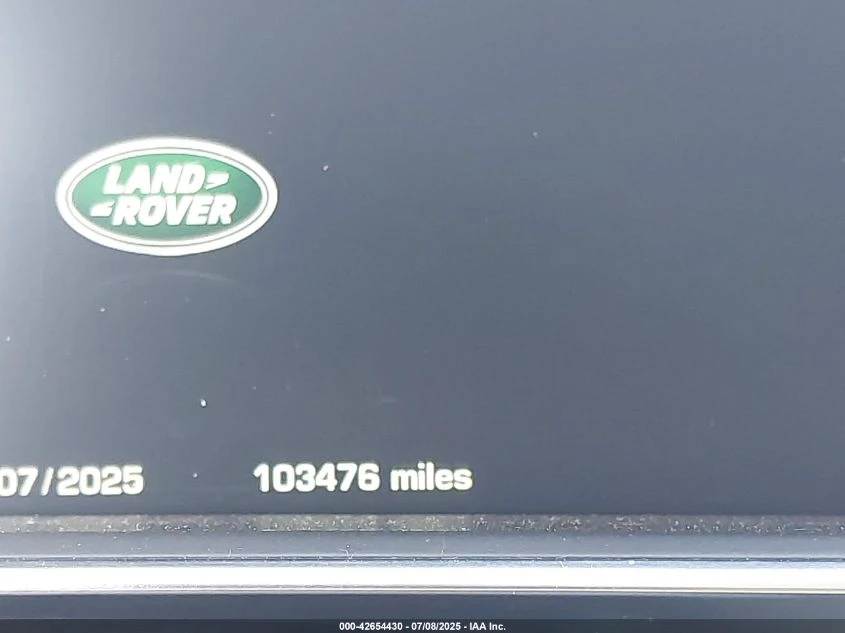 LAND
ROVER
07/2025 103476 miles
000-42654430 - 07/08/2025 - IAA Inc.